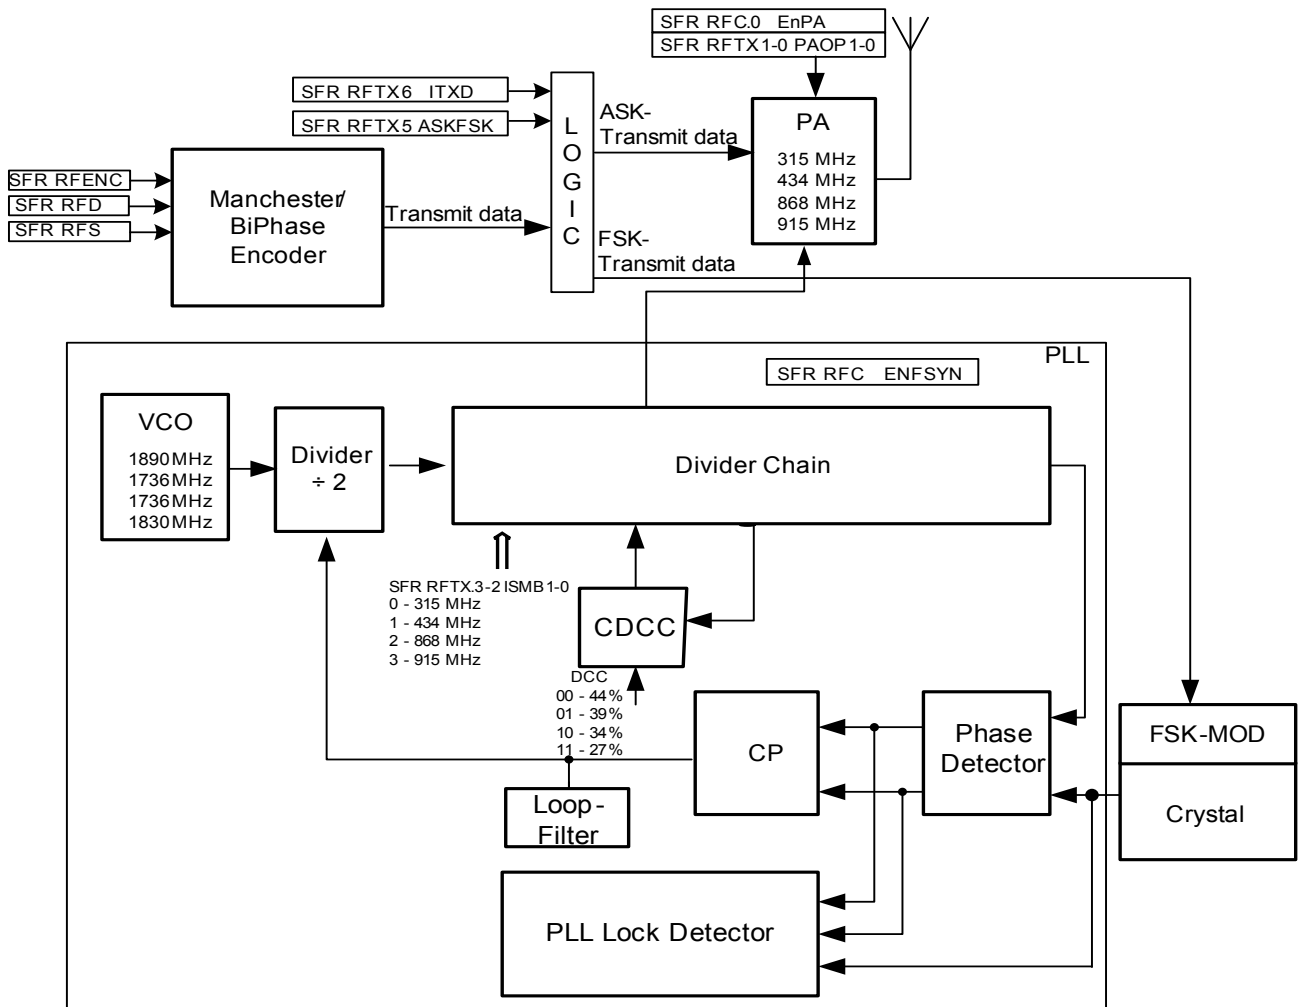 SFR RFC.0 EnPA
SFR RFTX1-0 PAOP1-0
SFR RFTX6 ITXD
SFR RFTX5 ASKFSK
LOGIC
ASK-
Transmit data
PA
315 MHz
434 MHz
868 MHz
915 MHz
SFR RFENC
SFR RFD
SFR RFS
Manchester/
BiPhase
Encoder
Transmit data
FSK-
Transmit data
PLL
SFR RFC ENFSYN
VCO
1890MHz
1736MHz
1736MHz
1830MHz
Divider
÷ 2
Divider Chain
SFR RFTX.3-2 ISMB1-0
0 - 315 MHz
1 - 434 MHz
2 - 868 MHz
3 - 915 MHz
CDCC
DCC
00 - 44%
01 - 39%
10 - 34%
11 - 27%
CP
Phase
Detector
FSK-MOD
Crystal
Loop-
Filter
PLL Lock Detector